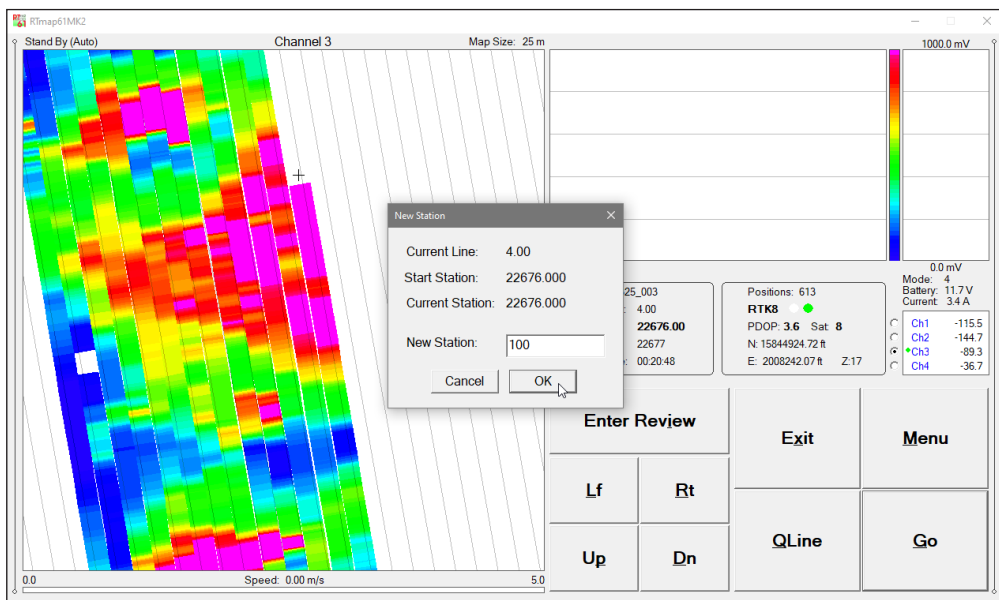 RTmap61MK2
Stand By (Auto) Channel 3 Map Size: 25 m
1000.0 mV
New Station
Current Line: 4.00
Start Station: 22676.000
Current Station: 22676.000
New Station: 100
Cancel OK
0.0 mV
Mode: 4
Battery: 11.7 V
Current: 3.4 A
25_003
4.00
22676.00
22677
00:20:48
Positions: 613
RTK8
PDOP: 3.6 Sat: 8
N: 15844924.72 ft
E: 2008242.07 ft Z:17
Ch1 -115.5
Ch2 -144.7
Ch3 -89.3
Ch4 -36.7
Enter Review
Exit
Menu
Lf
Rt
Up
Dn
QLine
Go
0.0 Speed: 0.00 m/s 5.0